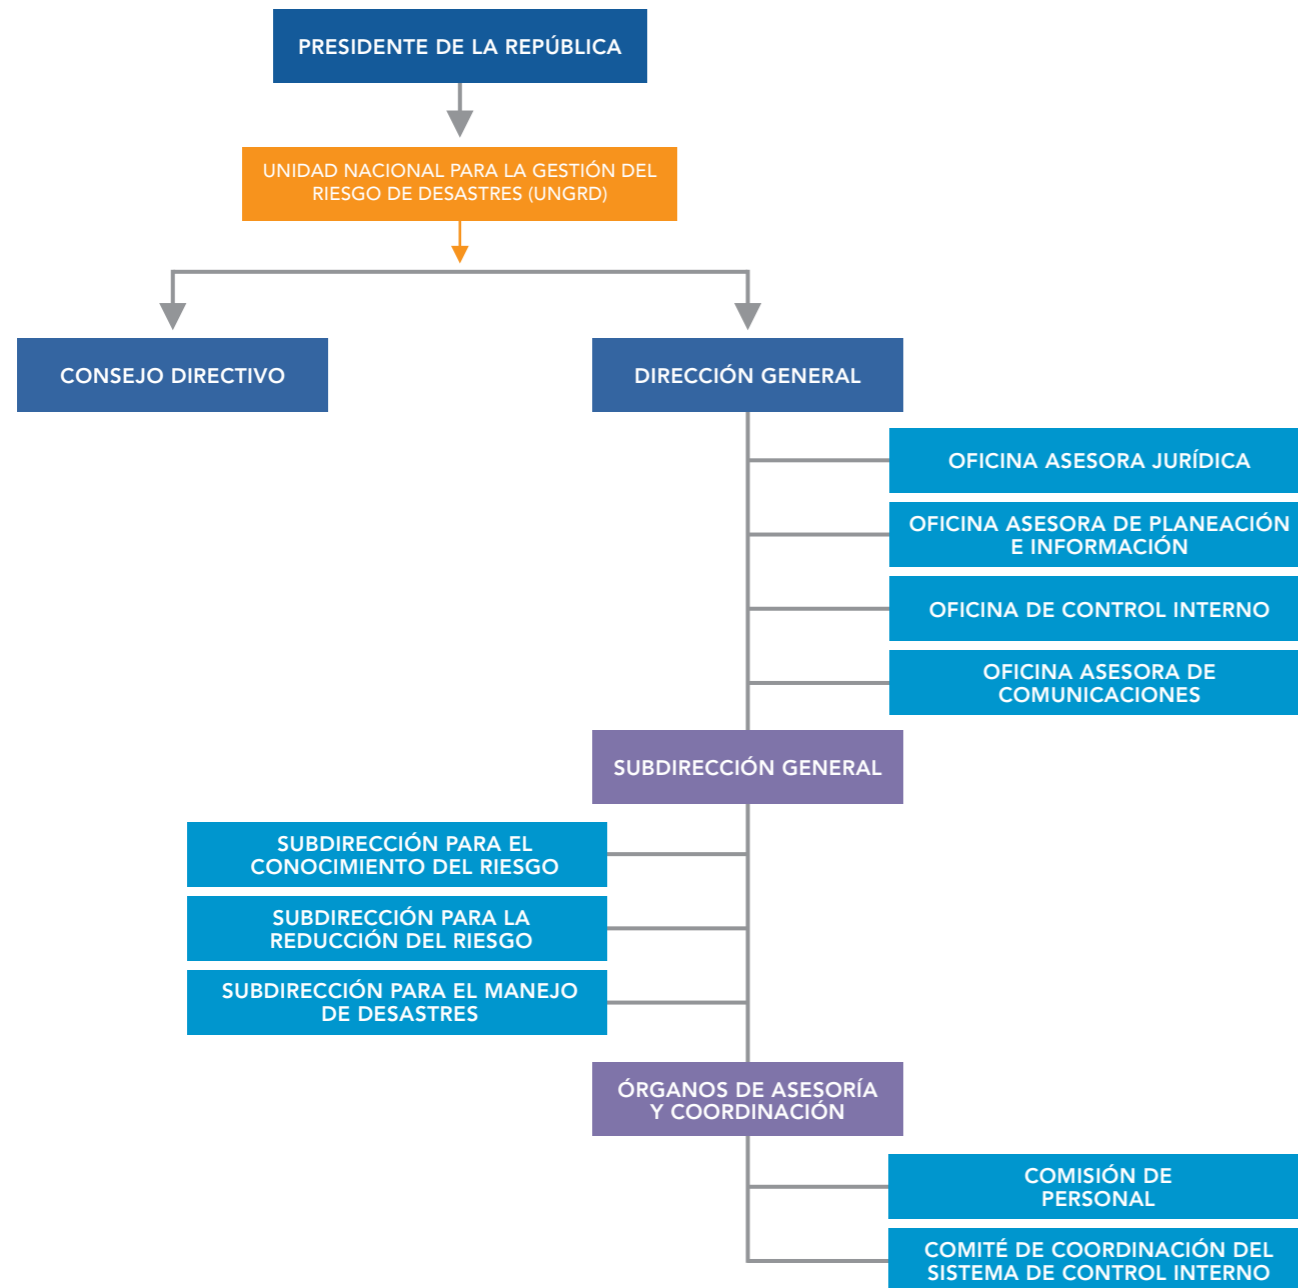 PRESIDENTE DE LA REPÚBLICA
UNIDAD NACIONAL PARA LA GESTIÓN DEL
RIESGO DE DESASTRES (UNGRD)
CONSEJO DIRECTIVO
DIRECCIÓN GENERAL
OFICINA ASESORA JURÍDICA
OFICINA ASESORA DE PLANEACIÓN
E INFORMACIÓN
OFICINA DE CONTROL INTERNO
OFICINA ASESORA DE
COMUNICACIONES
SUBDIRECCIÓN GENERAL
SUBDIRECCIÓN PARA EL
CONOCIMIENTO DEL RIESGO
SUBDIRECCIÓN PARA LA
REDUCCIÓN DEL RIESGO
SUBDIRECCIÓN PARA EL MANEJO
DE DESASTRES
ÓRGANOS DE ASESORÍA
Y COORDINACIÓN
COMISIÓN DE
PERSONAL
COMITÉ DE COORDINACIÓN DEL
SISTEMA DE CONTROL INTERNO